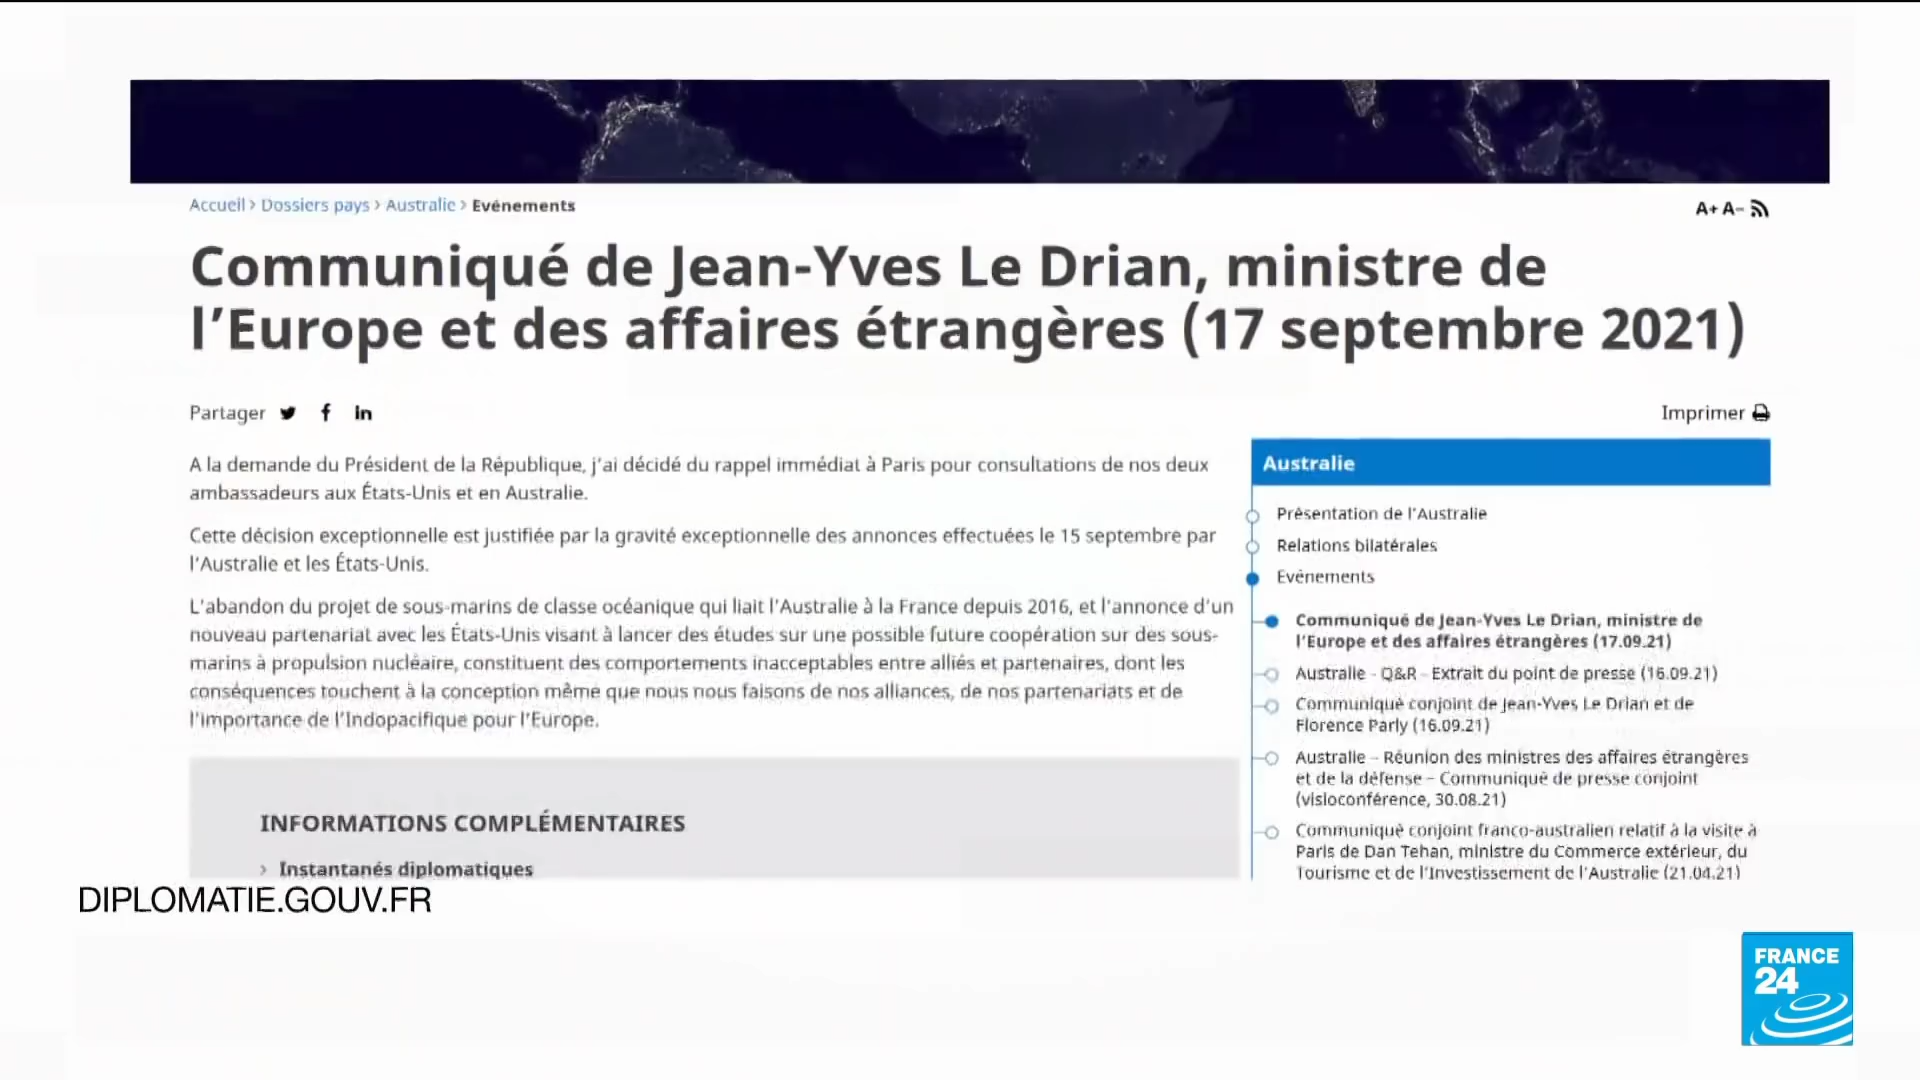 Accueil > Dossiers pays > Australie > Evénements
A+ A-
Communiqué de Jean-Yves Le Drian, ministre de
l'Europe et des affaires étrangères (17 septembre 2021)
Partager
Imprimer
A la demande du Président de la République, j'ai décidé du rappel immédiat à Paris pour consultations de nos deux
ambassadeurs aux États-Unis et en Australie.
Cette décision exceptionnelle est justifiée par la gravité exceptionnelle des annonces effectuées le 15 septembre par
l'Australie et les États-Unis.
L'abandon du projet de sous-marins de classe océanique qui liait l'Australie à la France depuis 2016, et l'annonce d'un
nouveau partenariat avec les États-Unis visant à lancer des études sur une possible future coopération sur des sous-
marins à propulsion nucléaire, constituent des comportements inacceptables entre alliés et partenaires, dont les
conséquences touchent à la conception même que nous nous faisons de nos alliances, de nos partenariats et de
l'importance de l'Indopacifique pour l'Europe.
INFORMATIONS COMPLÉMENTAIRES
> Instantanés diplomatiques
Australie
Présentation de l'Australie
Relations bilatérales
Evénements
Communiqué de Jean-Yves Le Drian, ministre de
l'Europe et des affaires étrangères (17.09.21)
Australie - Q&R - Extrait du point de presse (16.09.21)
Communiqué conjoint de Jean-Yves Le Drian et de
Florence Parly (16.09.21)
Australie – Réunion des ministres des affaires étrangères
et de la défense – Communiqué de presse conjoint
(visioconférence, 30.08.21)
Communiqué conjoint franco-australien relatif à la visite à
Paris de Dan Tehan, ministre du Commerce extérieur, du
Tourisme et de l'Investissement de l'Australie (21.04.21)
DIPLOMATIE.GOUV.FR
FRANCE
24